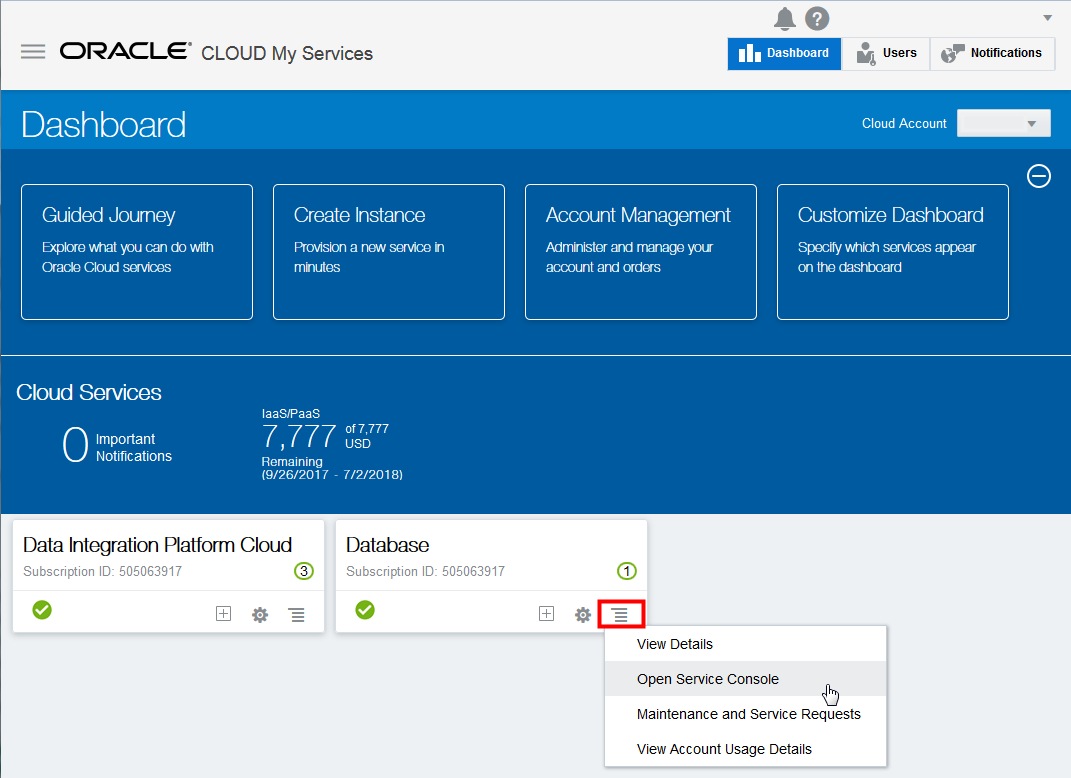 ?
ORACLE® CLOUD My Services
Dashboard
Users
Notifications
Dashboard
Cloud Account
Guided Journey
Explore what you can do with
Oracle Cloud services
Create Instance
Provision a new service in
minutes
Account Management
Administer and manage your
account and orders
Customize Dashboard
Specify which services appear
on the dashboard
Cloud Services
0 Important
Notifications
IaaS/PaaS
7,777 of 7,777
USD
Remaining
(9/26/2017 - 7/2/2018)
Data Integration Platform Cloud
Subscription ID: 505063917
3
Database
Subscription ID: 505063917
1
View Details
Open Service Console
Maintenance and Service Requests
View Account Usage Details